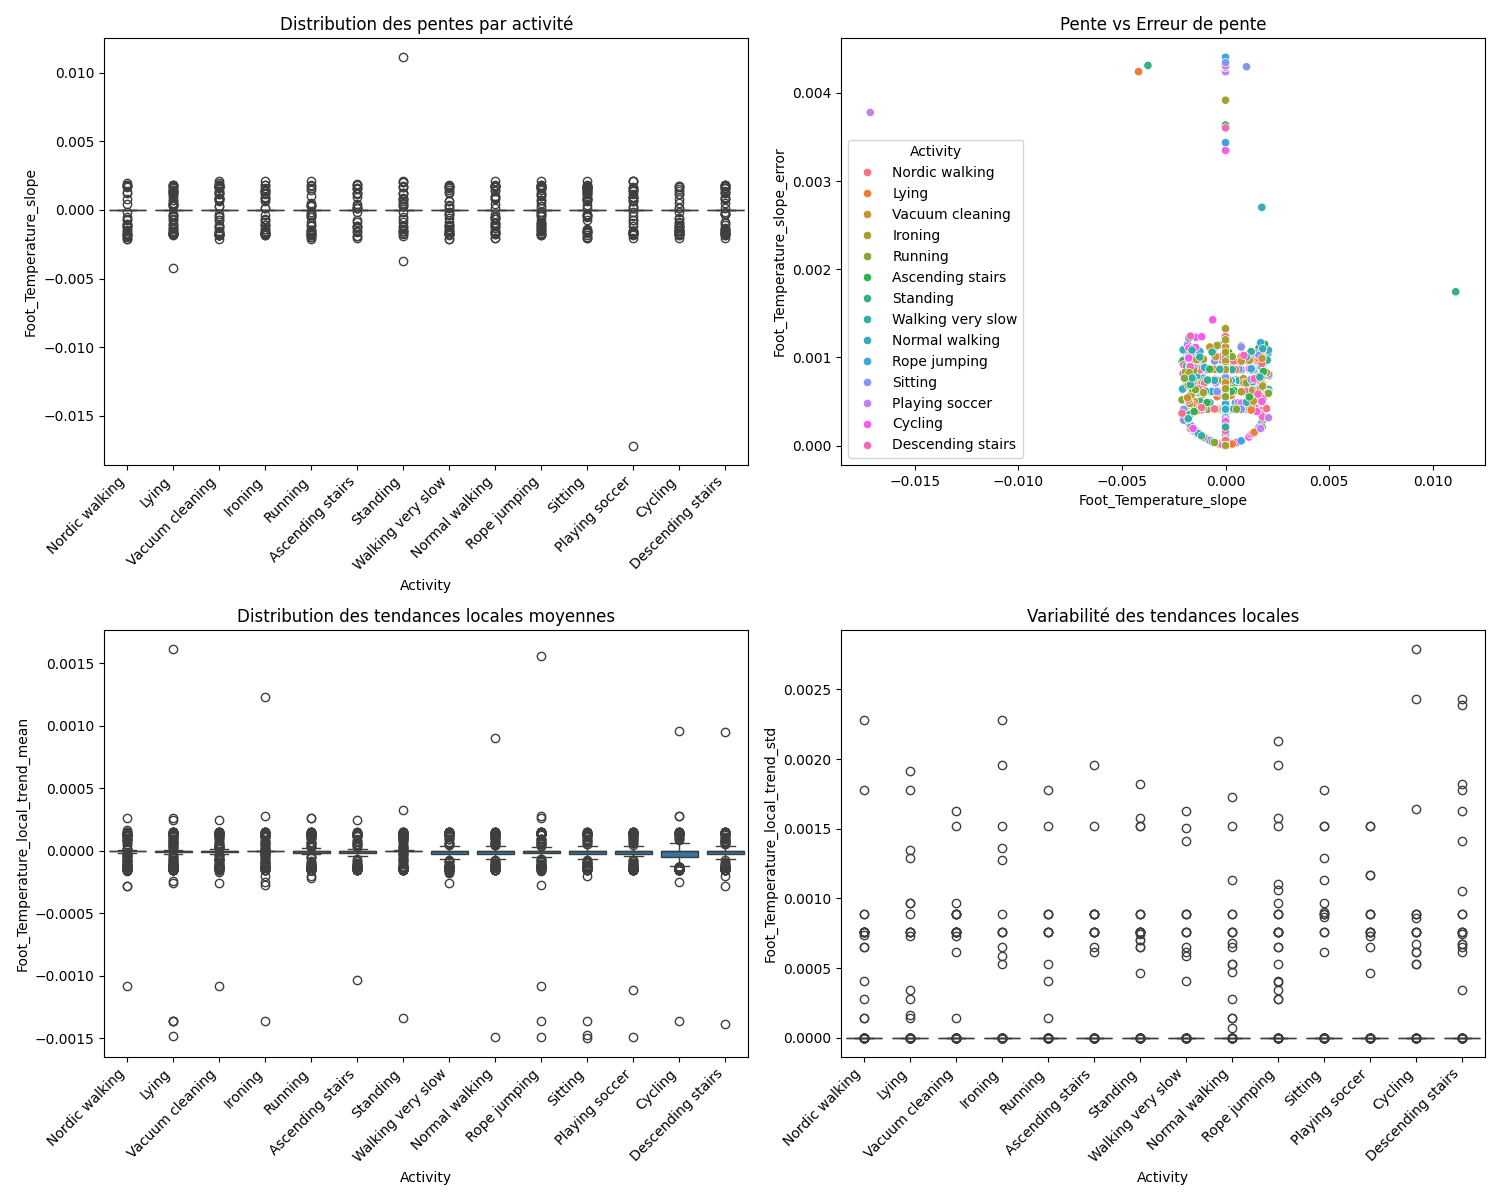 Distribution des pentes par activité
Foot_Temperature_slope
0.010
0.005
0.000
−0.005
−0.010
−0.015
Nordic walking
Lying
Vacuum cleaning
Ironing
Running
Ascending stairs
Standing
Walking very slow
Normal walking
Rope jumping
Sitting
Playing soccer
Cycling
Descending stairs
Activity
Pente vs Erreur de pente
Foot_Temperature_slope_error
0.004
0.003
0.002
0.001
0.000
Activity
Nordic walking
Lying
Vacuum cleaning
Ironing
Running
Ascending stairs
Standing
Walking very slow
Normal walking
Rope jumping
Sitting
Playing soccer
Cycling
Descending stairs
−0.015
−0.010
−0.005
0.000
0.005
0.010
Foot_Temperature_slope
Distribution des tendances locales moyennes
Foot_Temperature_local_trend_mean
0.0015
0.0010
0.0005
0.0000
−0.0005
−0.0010
−0.0015
Nordic walking
Lying
Vacuum cleaning
Ironing
Running
Ascending stairs
Standing
Walking very slow
Normal walking
Rope jumping
Sitting
Playing soccer
Cycling
Descending stairs
Activity
Variabilité des tendances locales
Foot_Temperature_local_trend_std
0.0025
0.0020
0.0015
0.0010
0.0005
0.0000
Nordic walking
Lying
Vacuum cleaning
Ironing
Running
Ascending stairs
Standing
Walking very slow
Normal walking
Rope jumping
Sitting
Playing soccer
Cycling
Descending stairs
Activity